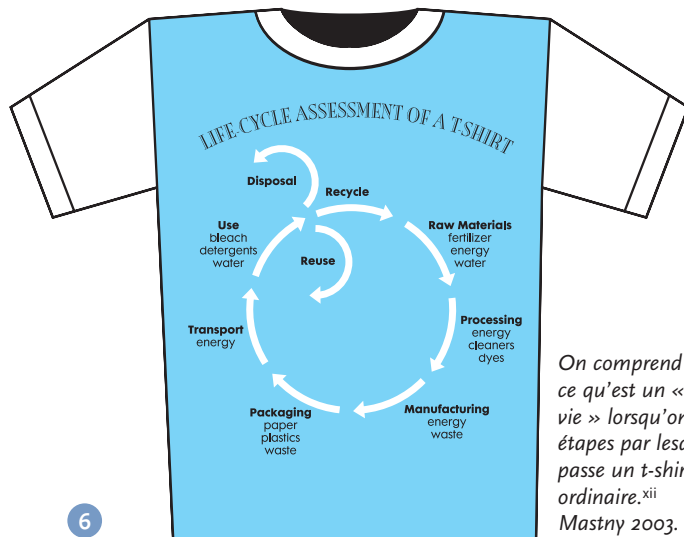 LIFE-CYCLE ASSESSMENT OF A T-SHIRT
Disposal
Recycle
Raw Materials
fertilizer
energy
water
Processing
energy
cleaners
dyes
Manufacturing
energy
waste
Packaging
paper
plastics
waste
Transport
energy
Use
bleach
detergents
water
Reuse
On comprend
ce qu'est un «
vie » lorsqu'on
étapes par
passe un t-shir
ordinaire.xii
Mastny 2003.
6